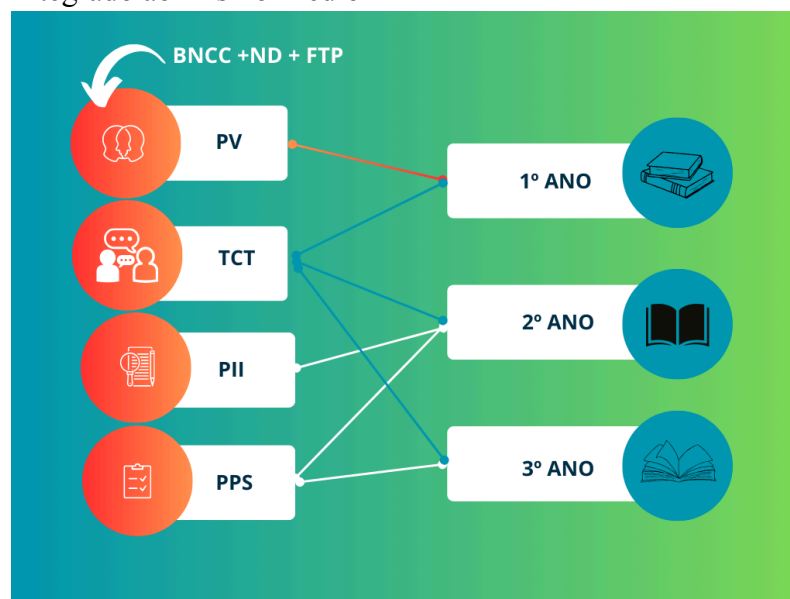 BNCC +ND + FTP
PV
1º ANO
TCT
2º ANO
PII
3º ANO
PPS